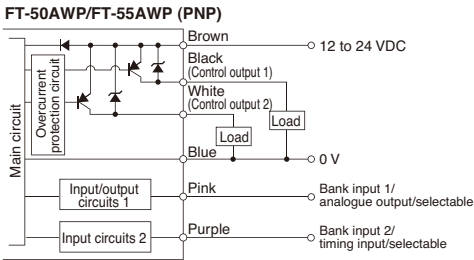 FT-50AWP/FT-55AWP (PNP)
Brown
12 to 24 VDC
Black
(Control output 1)
White
(Control output 2)
Main circuit
Overcurrent
protection circuit
Load
Load
Blue
0 V
Input/output
circuits 1
Pink
Bank input 1/
analogue output/selectable
Input circuits 2
Purple
Bank input 2/
timing input/selectable